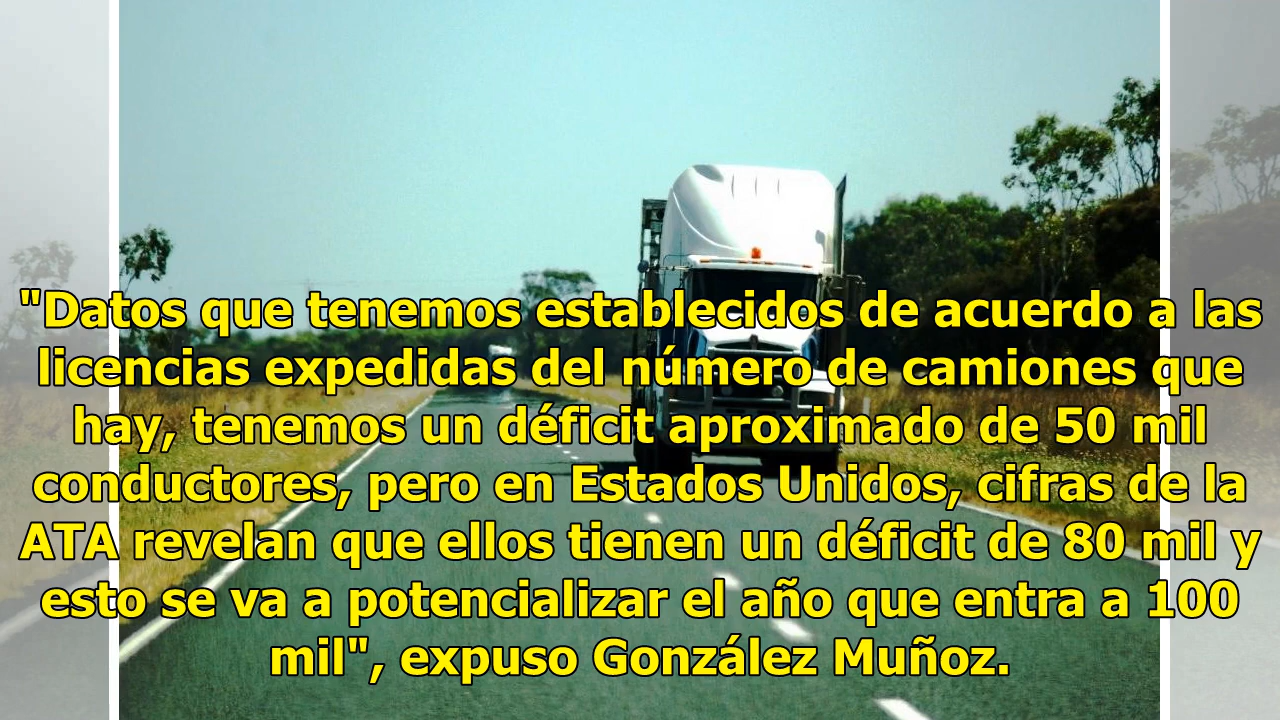 "Datos que tenemos establecidos de acuerdo a las
licencias expedidas del número de camiones que
hay, tenemos un déficit aproximado de 50 mil
conductores, pero en Estados Unidos, cifras de la
ATA revelan que ellos tienen un déficit de 80 mil y
esto se va a potencializar el año que entra a 100
mil", expuso González Muñoz.